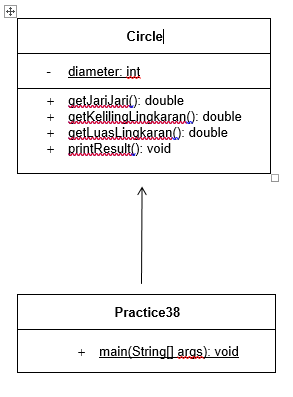 Circle
- diameter: int
+ getJariJari(): double
+ getKelilingLingkaran(): double
+ getLuasLingkaran(): double
+ printResult(): void
Practice38
+ main(String[] args): void